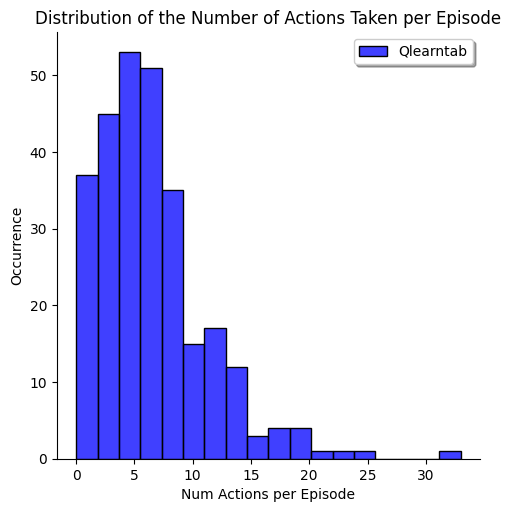 Distribution of the Number of Actions Taken per Episode
Qlearntab
50
40
30
20
10
0
Occurrence
0 5 10 15 20 25 30
Num Actions per Episode